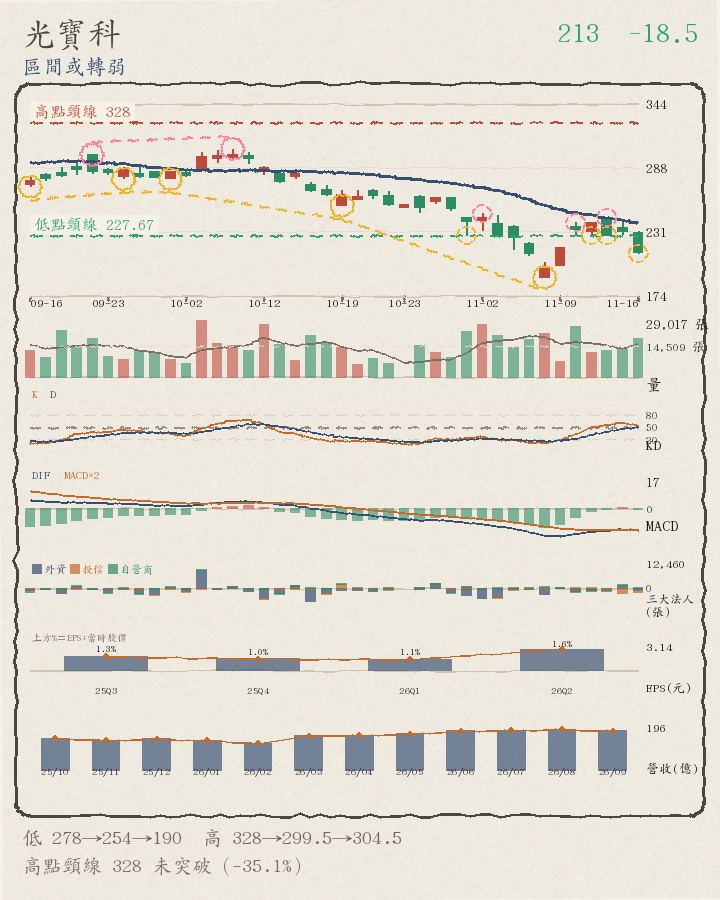 光寶科
213 -18.5
區間或轉弱
344
高點頸線 328
288
低點頸線 227.67
231
174
09-16 09-23 10-02 10-12 10-19 10-23 11-02 11-09 11-16
29,017 張
14,509 張
量
K D
80
50
20
KD
DIF MACD×2
17
0
MACD
12,460
外資 投信 自營商
0
三大法人
(張)
上方%=EPS÷當時股價
1.3% 1.0% 1.1% 1.6%
3.14
25Q3 25Q4 26Q1 26Q2
EPS(元)
196
25/10 25/11 25/12 26/01 26/02 26/03 26/04 26/05 26/06 26/07 26/08 26/09
營收(億)
低 278→254→190 高 328→299.5→304.5
高點頸線 328 未突破 (-35.1%)